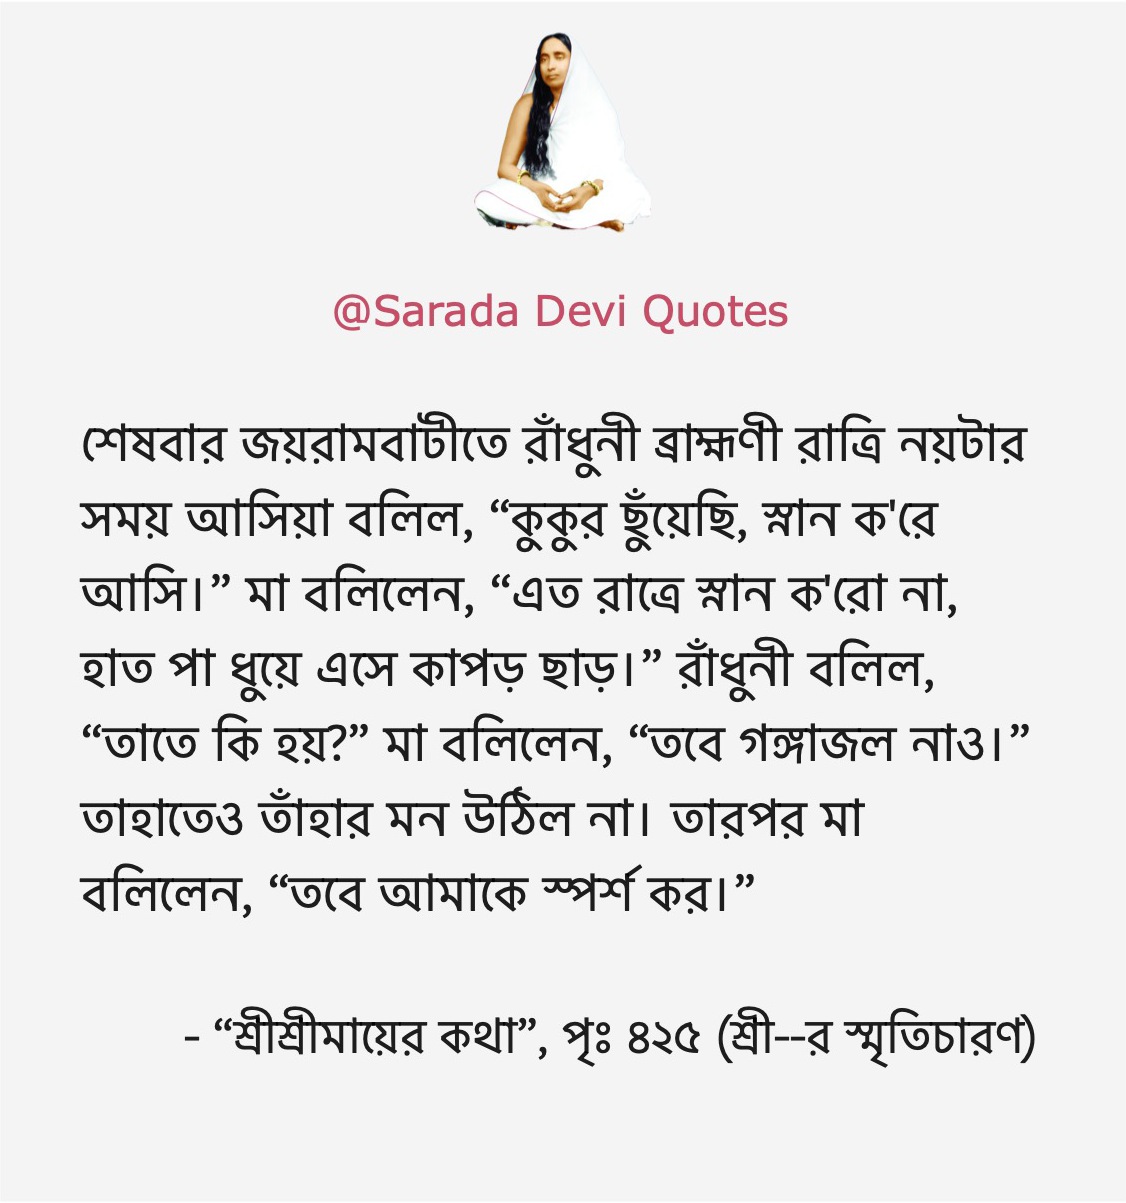 @Sarada Devi Quotes
শেষবার জয়রামবাটীতে রাঁধুনী ব্রাহ্মণী রাত্রি নয়টার
সময় আসিয়া বলিল, “কুকুর ছুঁয়েছি, স্নান ক'রে
আসি।” মা বলিলেন, “এত রাত্রে স্নান ক'রো না,
হাত পা ধুয়ে এসে কাপড় ছাড়।” রাঁধুনী বলিল,
“তাতে কি হয়?” মা বলিলেন, “তবে গঙ্গাজল নাও।”
তাহাতেও তাঁহার মন উঠিল না। তারপর মা
বলিলেন, “তবে আমাকে স্পর্শ কর।”
- “শ্রীশ্রীমায়ের কথা”, পৃঃ ৪২৫ (শ্রী--র স্মৃতিচারণ)